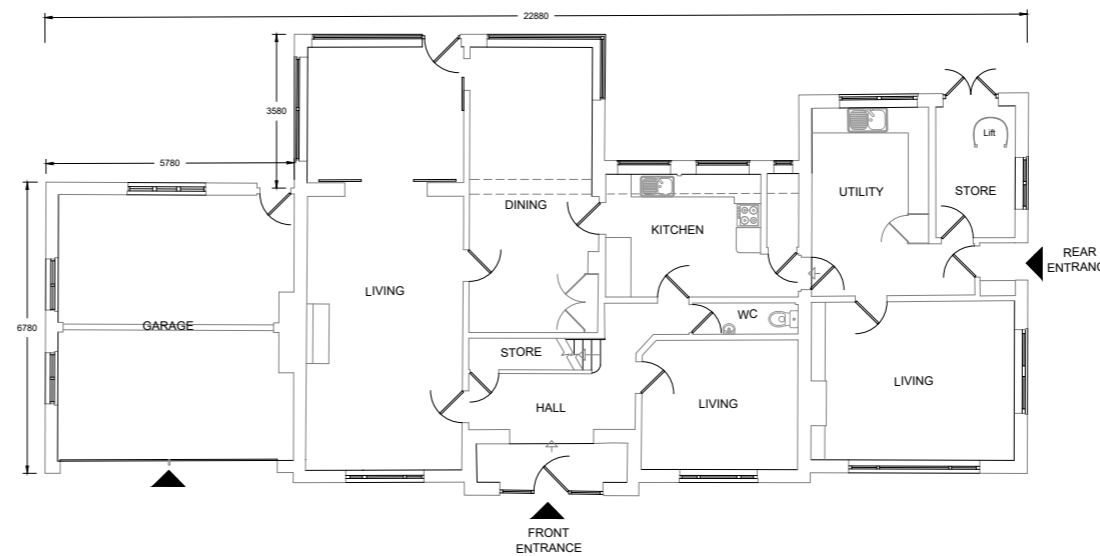 22880
3580
5780
Lift
UTILITY
STORE
DINING
KITCHEN
REAR
ENTRANC
LIVING
WC
6780
GARAGE
STORE
LIVING
LIVING
HALL
FRONT
ENTRANCE